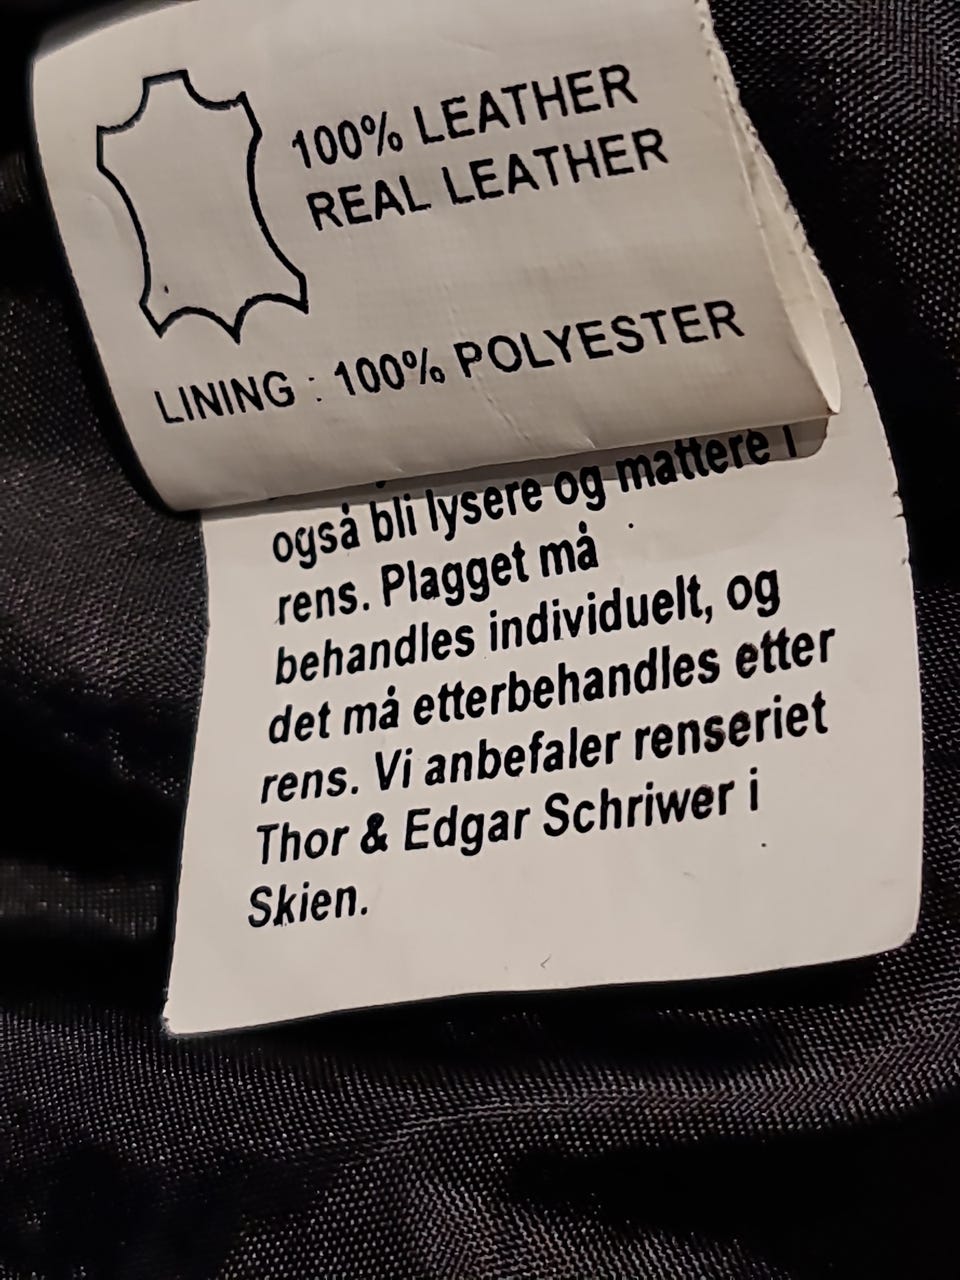 100% LEATHER
REAL LEATHER
LINING : 100% POLYESTER
også bli lysere og mattere i
rens. Plagget må
behandles individuelt, og
det må etterbehandles etter
rens. Vi anbefaler renseriet
Thor & Edgar Schriwer i
Skien.